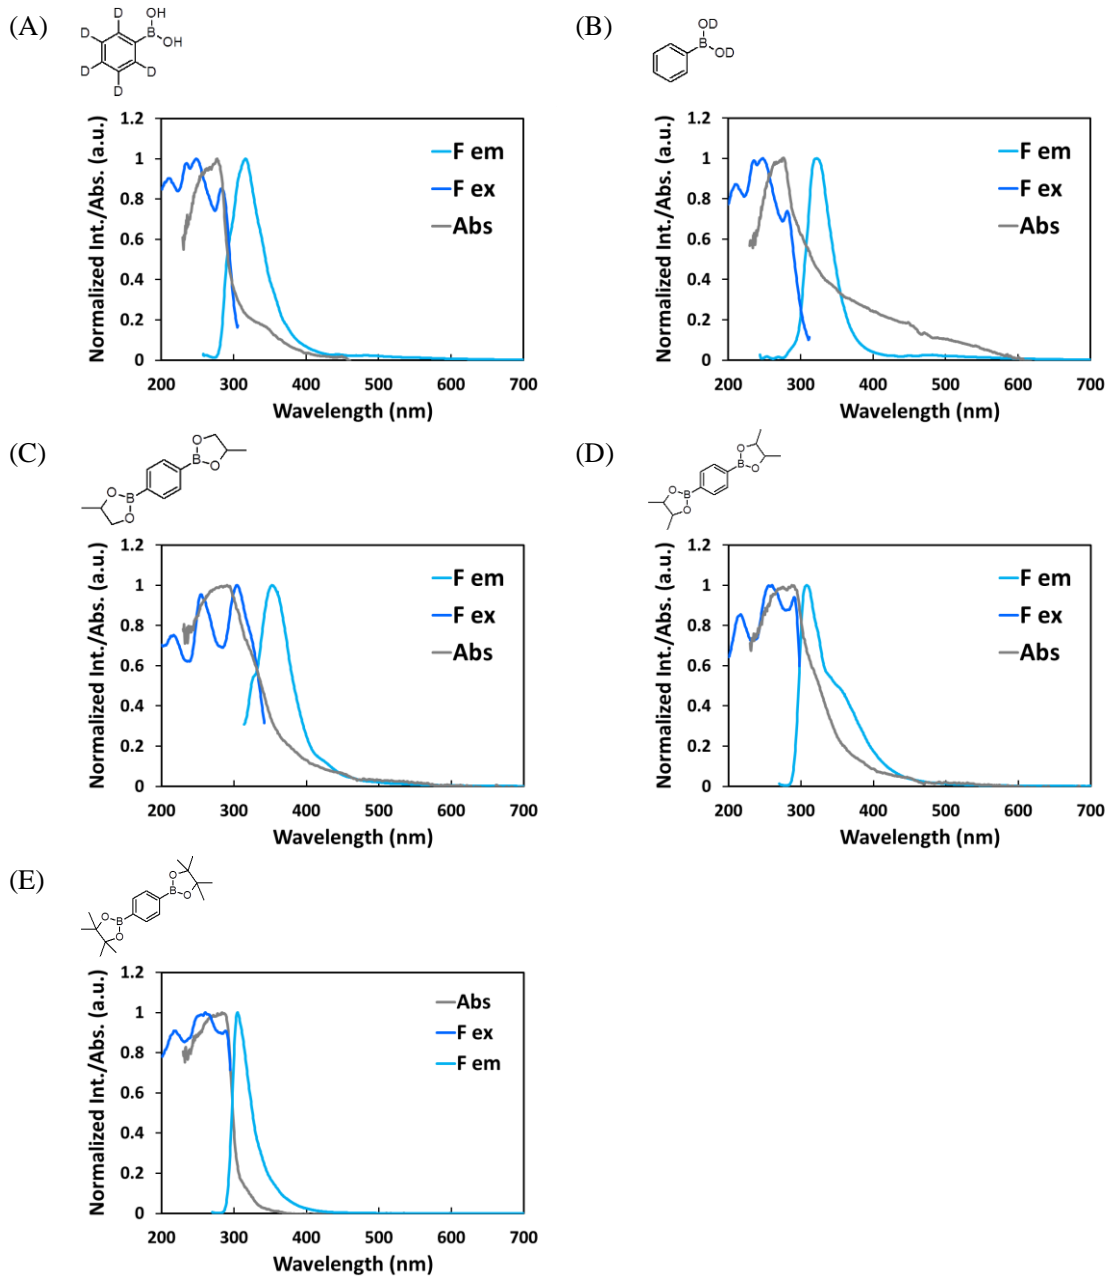 (A)
D
D
D
D
D
OH
B
OH
1.2
1
0.8
0.6
0.4
0.2
0
Normalized Int./Abs. (a.u.)
F em
F ex
Abs
200 300 400 500 600 700
Wavelength (nm)
(B)
OD
B
OD
1.2
1
0.8
0.6
0.4
0.2
0
Normalized Int./Abs. (a.u.)
F em
F ex
Abs
200 300 400 500 600 700
Wavelength (nm)
(C)
O
B
O
O
B
O
1.2
1
0.8
0.6
0.4
0.2
0
Normalized Int./Abs. (a.u.)
F em
F ex
Abs
200 300 400 500 600 700
Wavelength (nm)
(D)
O
B
O
O
B
O
1.2
1
0.8
0.6
0.4
0.2
0
Normalized Int./Abs. (a.u.)
F em
F ex
Abs
200 300 400 500 600 700
Wavelength (nm)
(E)
O
B
O
O
B
O
1.2
1
0.8
0.6
0.4
0.2
0
Normalized Int./Abs. (a.u.)
Abs
F ex
F em
200 300 400 500 600 700
Wavelength (nm)